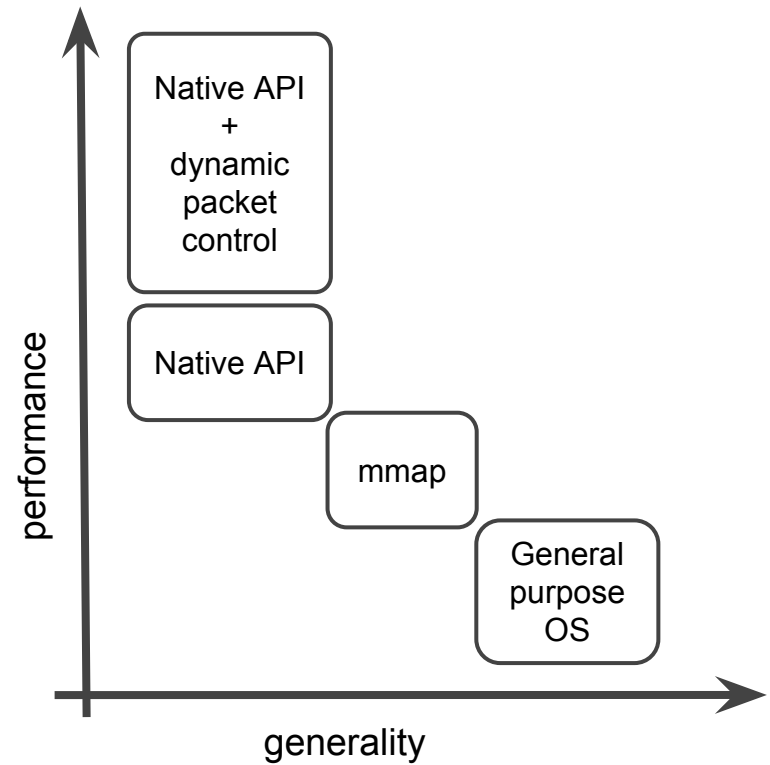 Native API
+
dynamic
packet
control
Native API
mmap
General
purpose
OS
performance
generality